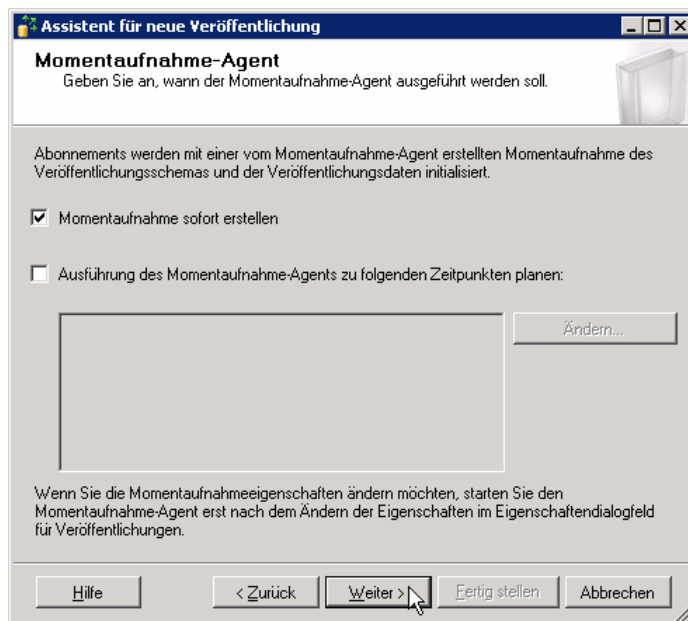 Assistent für neue Veröffentlichung
Momentaufnahme-Agent
Geben Sie an, wann der Momentaufnahme-Agent ausgeführt werden soll.
Abonnements werden mit einer vom Momentaufnahme-Agent erstellten Momentaufnahme des
Veröffentlichungsschemas und der Veröffentlichungsdaten initialisiert.
Momentaufnahme sofort erstellen
Ausführung des Momentaufnahme-Agents zu folgenden Zeitpunkten planen:
Ändern...
Wenn Sie die Momentaufnahmeeigenschaften ändern möchten, starten Sie den
Momentaufnahme-Agent erst nach dem Ändern der Eigenschaften im Eigenschaftendialogfeld
für Veröffentlichungen.
Hilfe
< Zurück
Weiter >
Fertig stellen
Abbrechen